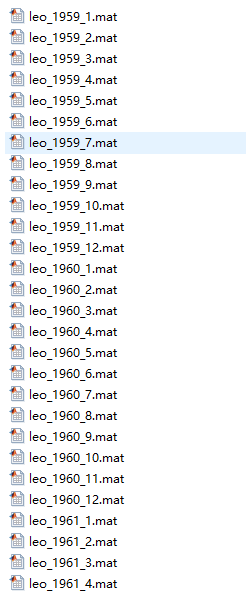 leo_1959_1.mat
leo_1959_2.mat
leo_1959_3.mat
leo_1959_4.mat
leo_1959_5.mat
leo_1959_6.mat
leo_1959_7.mat
leo_1959_8.mat
leo_1959_9.mat
leo_1959_10.mat
leo_1959_11.mat
leo_1959_12.mat
leo_1960_1.mat
leo_1960_2.mat
leo_1960_3.mat
leo_1960_4.mat
leo_1960_5.mat
leo_1960_6.mat
leo_1960_7.mat
leo_1960_8.mat
leo_1960_9.mat
leo_1960_10.mat
leo_1960_11.mat
leo_1960_12.mat
leo_1961_1.mat
leo_1961_2.mat
leo_1961_3.mat
leo_1961_4.mat